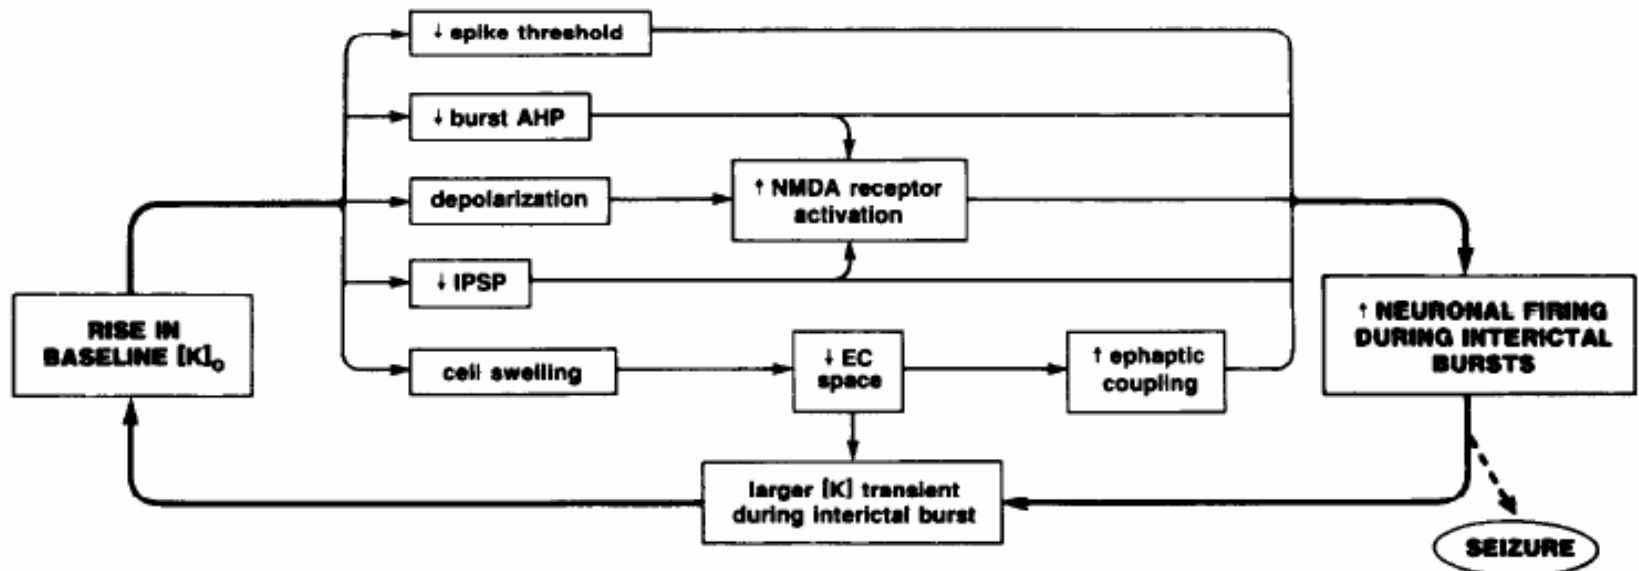 ↓ spike threshold
↓ burst AHP
depolarization
↑ NMDA receptor
activation
↓ IPSP
RISE IN
BASELINE [K]o
cell swelling
↓ EC
space
↑ ephaptic
coupling
↑ NEURONAL FIRING
DURING INTERICTAL
BURSTS
larger [K] transient
during interictal burst
SEIZURE